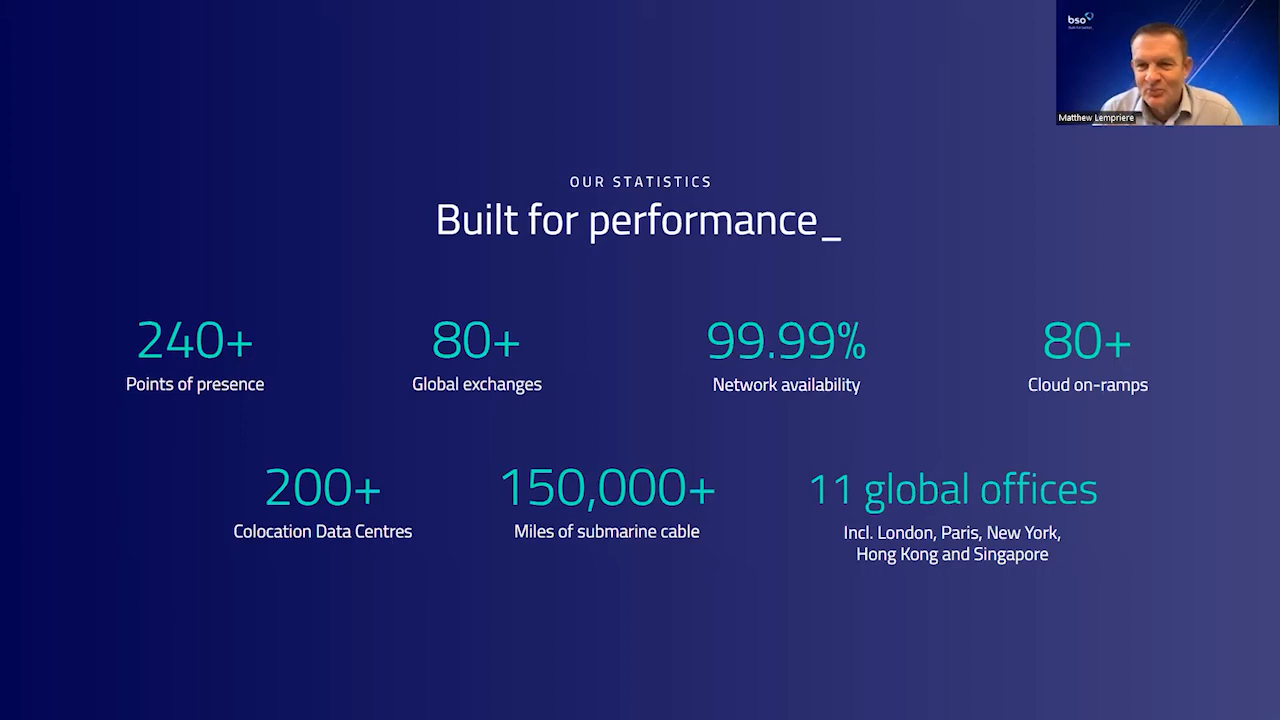 bso
Matthew Lempriere
OUR STATISTICS
Built for performance_
240+
Points of presence
80+
Global exchanges
99.99%
Network availability
80+
Cloud on-ramps
200+
Colocation Data Centres
150,000+
Miles of submarine cable
11 global offices
Incl. London, Paris, New York,
Hong Kong and Singapore